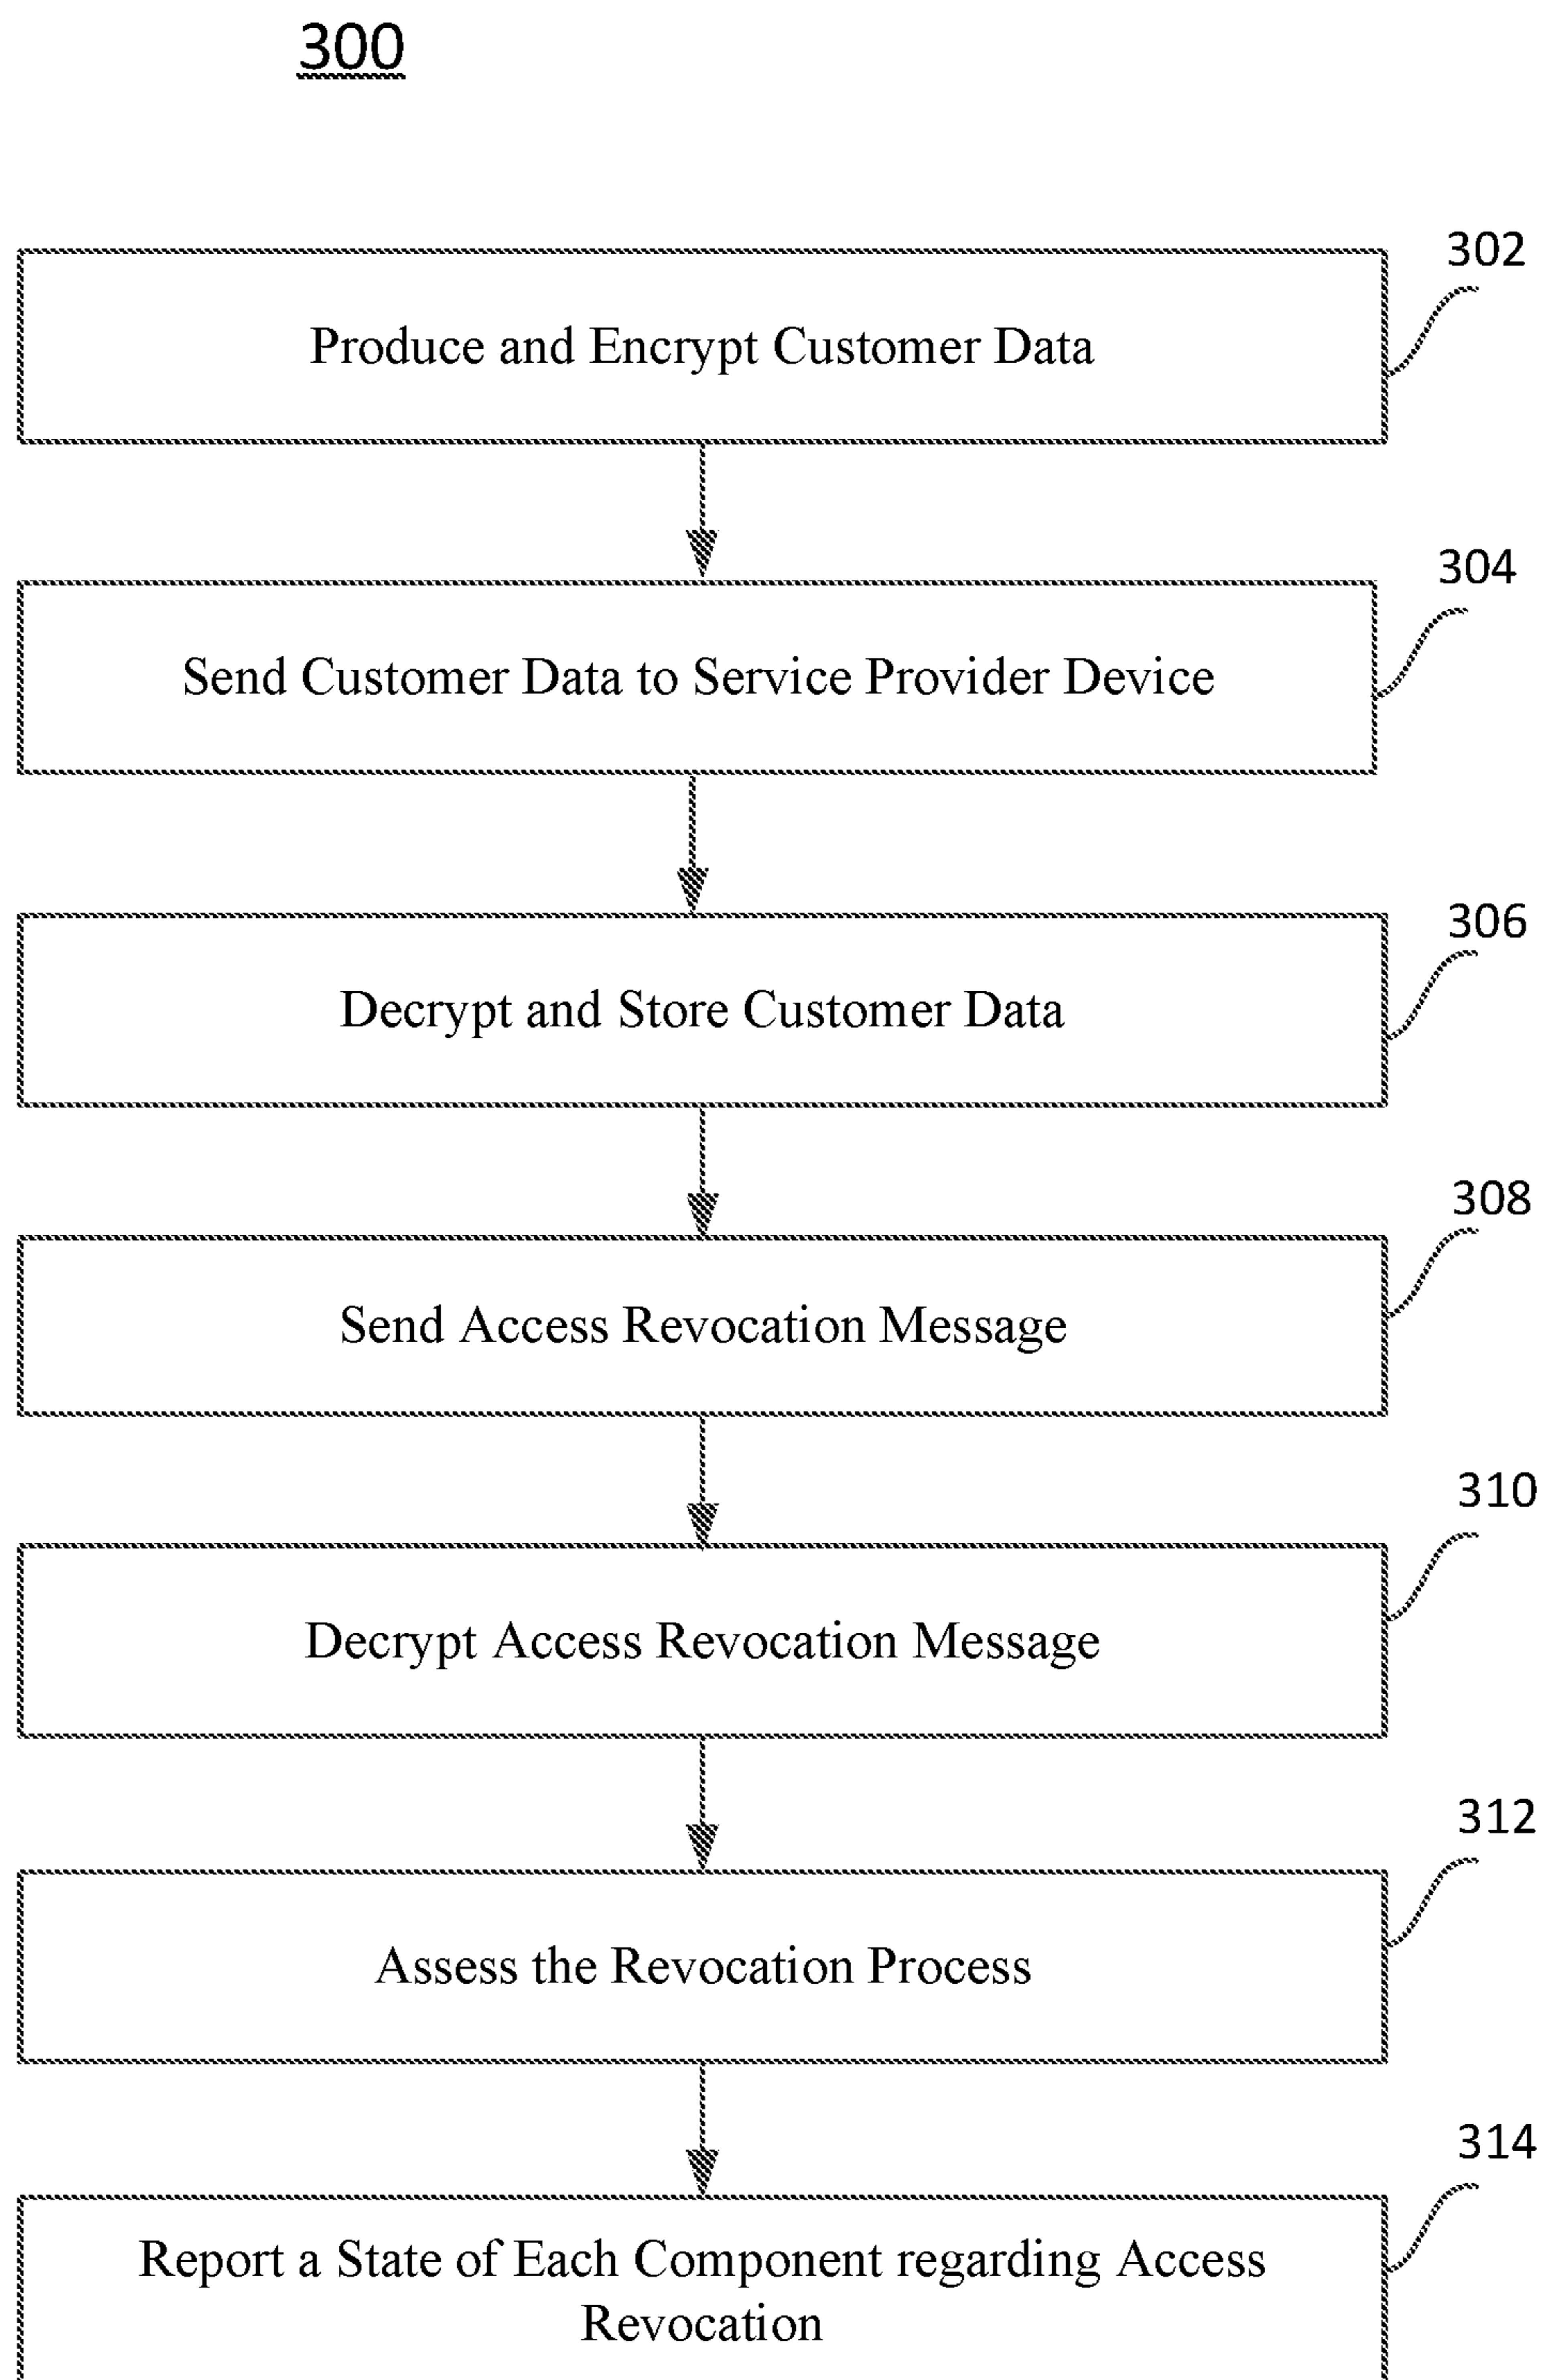 300
302
Produce and Encrypt Customer Data
304
Send Customer Data to Service Provider Device
306
Decrypt and Store Customer Data
308
Send Access Revocation Message
310
Decrypt Access Revocation Message
312
Assess the Revocation Process
314
Report a State of Each Component regarding Access
Revocation